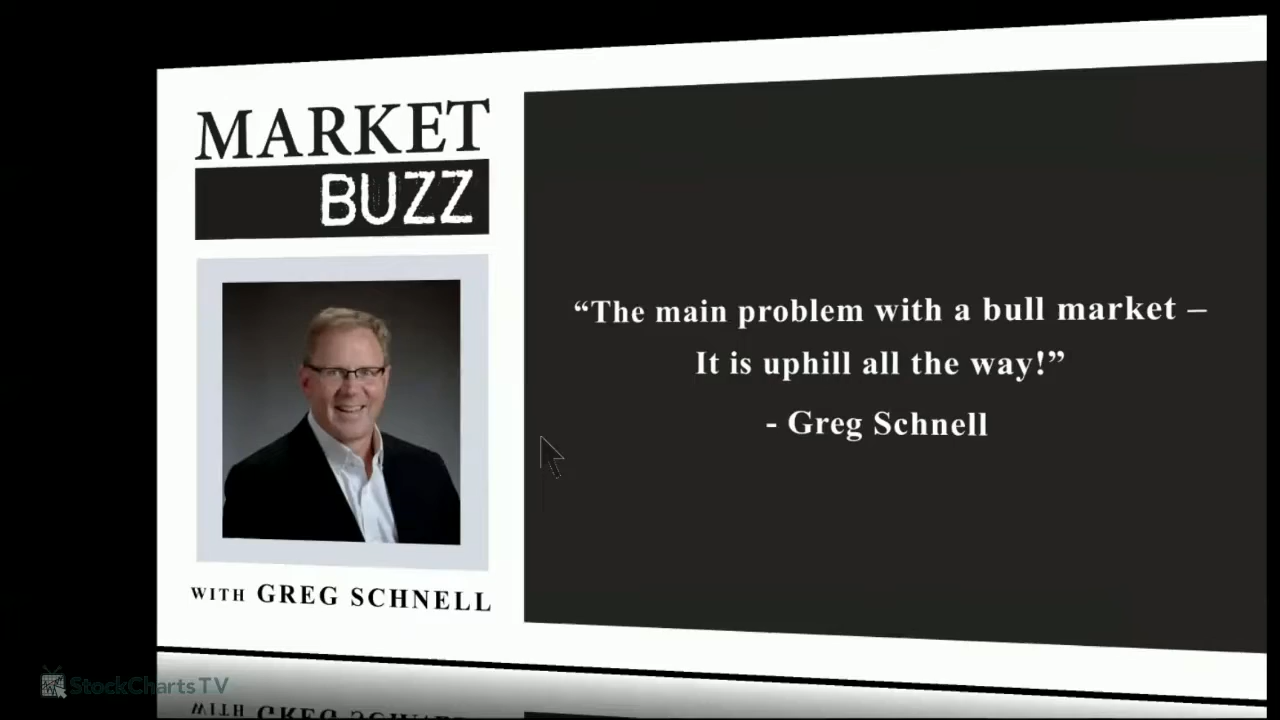 MARKET
BUZZ
WITH GREG SCHNELL
“The main problem with a bull market –
It is uphill all the way!”
- Greg Schnell
StockChartsTV